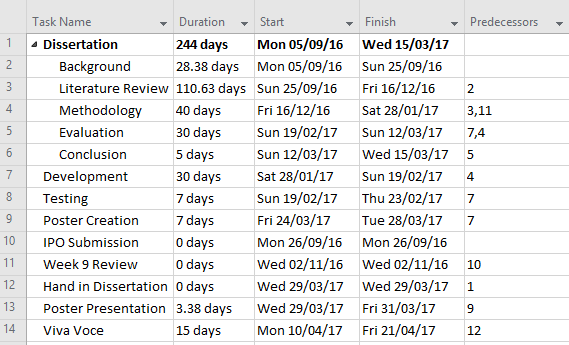 Task Name Duration Start Finish Predecessors
1 Dissertation 244 days Mon 05/09/16 Wed 15/03/17
2 Background 28.38 days Mon 05/09/16 Sun 25/09/16
3 Literature Review 110.63 days Sun 25/09/16 Fri 16/12/16 2
4 Methodology 40 days Fri 16/12/16 Sat 28/01/17 3,11
5 Evaluation 30 days Sun 19/02/17 Sun 12/03/17 7,4
6 Conclusion 5 days Sun 12/03/17 Wed 15/03/17 5
7 Development 30 days Sat 28/01/17 Sun 19/02/17 4
8 Testing 7 days Sun 19/02/17 Thu 23/02/17 7
9 Poster Creation 7 days Fri 24/03/17 Tue 28/03/17 7
10 IPO Submission 0 days Mon 26/09/16 Mon 26/09/16
11 Week 9 Review 0 days Wed 02/11/16 Wed 02/11/16 10
12 Hand in Dissertation 0 days Wed 29/03/17 Wed 29/03/17 1
13 Poster Presentation 3.38 days Wed 29/03/17 Fri 31/03/17 9
14 Viva Voce 15 days Mon 10/04/17 Fri 21/04/17 12